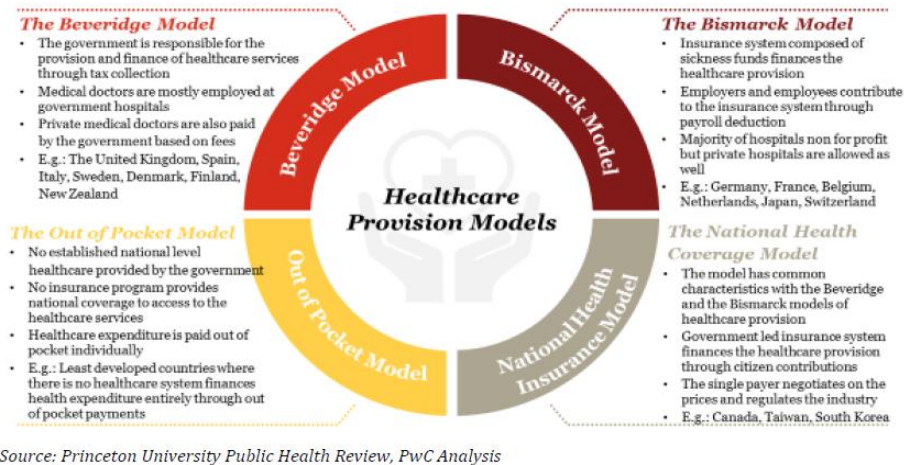 The Beveridge Model
• The government is responsible for the
provision and finance of healthcare services
through tax collection
• Medical doctors are mostly employed at
government hospitals
• Private medical doctors are also paid
by the government based on fees
• E.g.: The United Kingdom, Spain,
Italy, Sweden, Denmark, Finland,
New Zealand
The Out of Pocket Model
• No established national level
healthcare provided by the government
• No insurance program provides
national coverage to access to the
healthcare services
• Healthcare expenditure is paid out of
pocket individually
• E.g.: Least developed countries where
there is no healthcare system finances
health expenditure entirely through out
of pocket payments
Beveridge Model
Bismarck Model
Healthcare
Provision Models
Out of Pocket Model
National Health
Insurance Model
The Bismarck Model
• Insurance system composed of
sickness funds finances the
healthcare provision
• Employers and employees contribute
to the insurance system through
payroll deduction
• Majority of hospitals non for profit
but private hospitals are allowed as
well
• E.g.: Germany, France, Belgium,
Netherlands, Japan, Switzerland
The National Health
Coverage Model
• The model has common
characteristics with the Beveridge
and the Bismarck models of
healthcare provision
• Government led insurance system
finances the healthcare provision
through citizen contributions
• The single payer negotiates on the
prices and regulates the industry
• E.g.: Canada, Taiwan, South Korea
Source: Princeton University Public Health Review, PwC Analysis